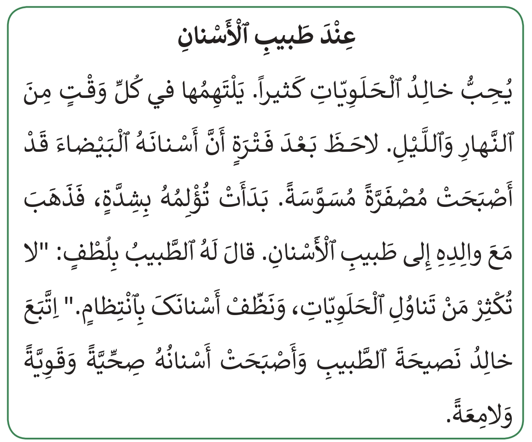 عِنْدَ طَبيبِ ٱلْأَسْنانِ
يُحِبُّ خالِدُ ٱلْحَلَوِيّاتِ كَثيراً. يَلْتَهِمُها في كُلِّ وَقْتٍ مِنَ
ٱلنَّهارِ وَٱللَّيْلِ. لاحَظَ بَعْدَ فَتْرَةٍ أَنَّ أَسْنانَهُ ٱلْبَيْضاءَ قَدْ
أَصْبَحَتْ مُصْفَرَّةً مُسَوَّسَةً. بَدَأَتْ تُؤْلِمُهُ بِشِدَّةٍ، فَذَهَبَ
مَعَ والِدِهِ إِلى طَبيبِ ٱلْأَسْنانِ. قالَ لَهُ ٱلطَّبيبُ بِلُطْفٍ: "لا
تُكْثِرْ مَنْ تَناوُلِ ٱلْحَلَوِيّاتِ، وَنَظِّفْ أَسْنانَکَ بِٱنْتِظامٍ." اِتَّبَعَ
خالِدُ نَصيحَةَ ٱلطَّبيبِ وَأَصْبَحَتْ أَسْنانُهُ صِحِّيَّةً وَقَوِيَّةً
وَلامِعَةً.